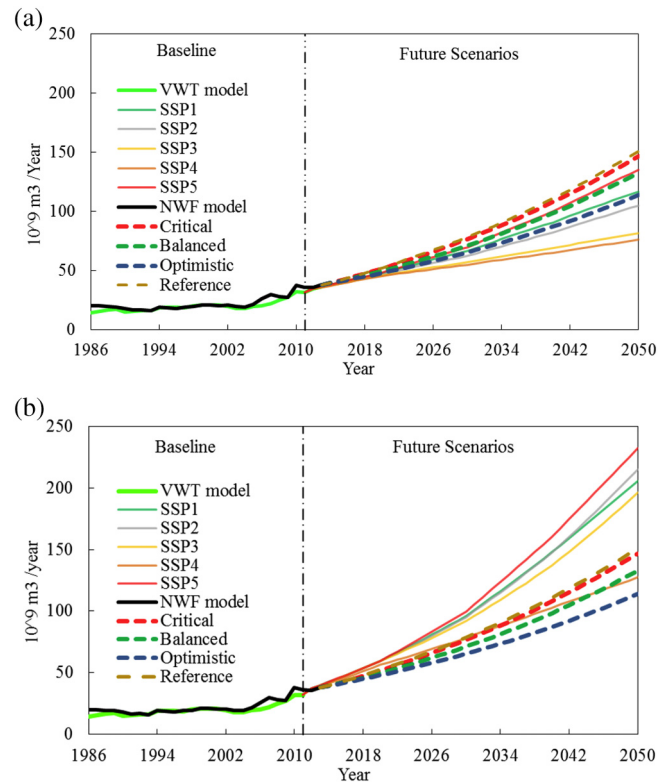 (a)
250
200
150
100
50
0
10^9 m3 /Year
Baseline
Future Scenarios
VWT model
SSP1
SSP2
SSP3
SSP4
SSP5
NWF model
Critical
Balanced
Optimistic
Reference
1986 1994 2002 2010 2018 2026 2034 2042 2050
Year
(b)
250
200
150
100
50
0
10^9 m3 /year
Baseline
Future Scenarios
VWT model
SSP1
SSP2
SSP3
SSP4
SSP5
NWF model
Critical
Balanced
Optimistic
Reference
1986 1994 2002 2010 2018 2026 2034 2042 2050
Year